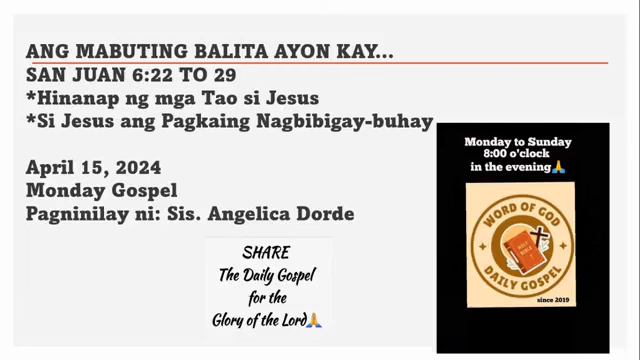 ANG MABUTING BALITA AYON KAY...
SAN JUAN 6:22 TO 29
*Hinanap ng mga Tao si Jesus
*Si Jesus ang Pagkaing Nagbibigay-buhay
April 15, 2024
Monday Gospel
Pagninilay ni: Sis. Angelica Dorde
SHARE
The Daily Gospel
for the
Glory of the Lord🙏
Monday to Sunday
8:00 o'clock
in the evening🙏
WORD OF GOD
HOLY BIBLE
DAILY GOSPEL
since 2019